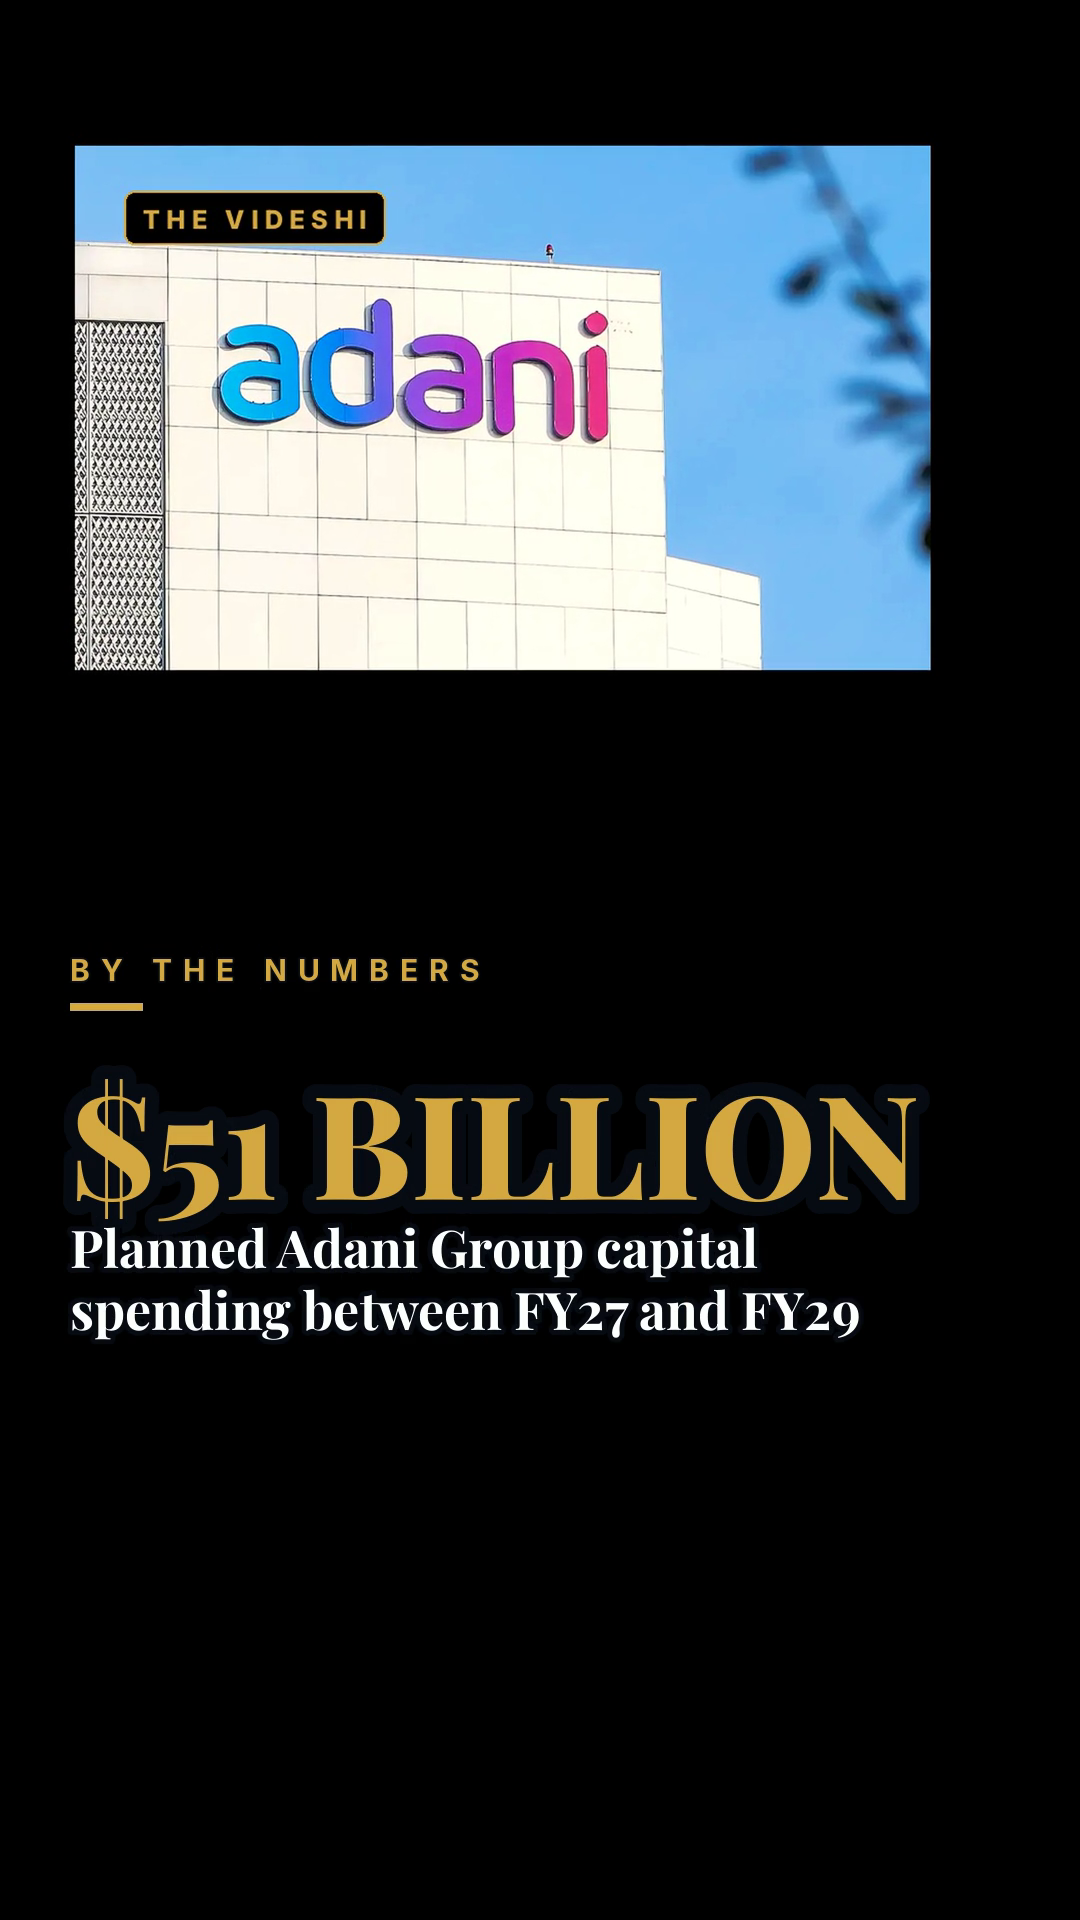 THE VIDESHI
adani
BY THE NUMBERS
$51 BILLION
Planned Adani Group capital
spending between FY27 and FY29